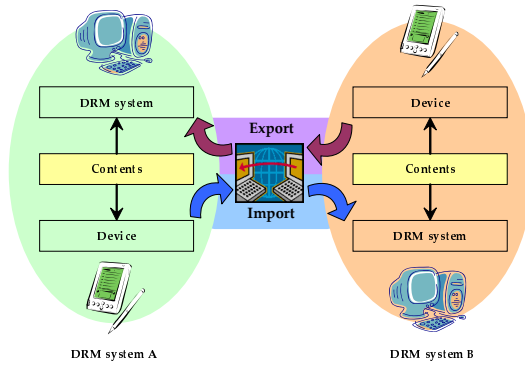 DRM system
Contents
Device
Export
Import
Device
Contents
DRM system
DRM system A
DRM system B